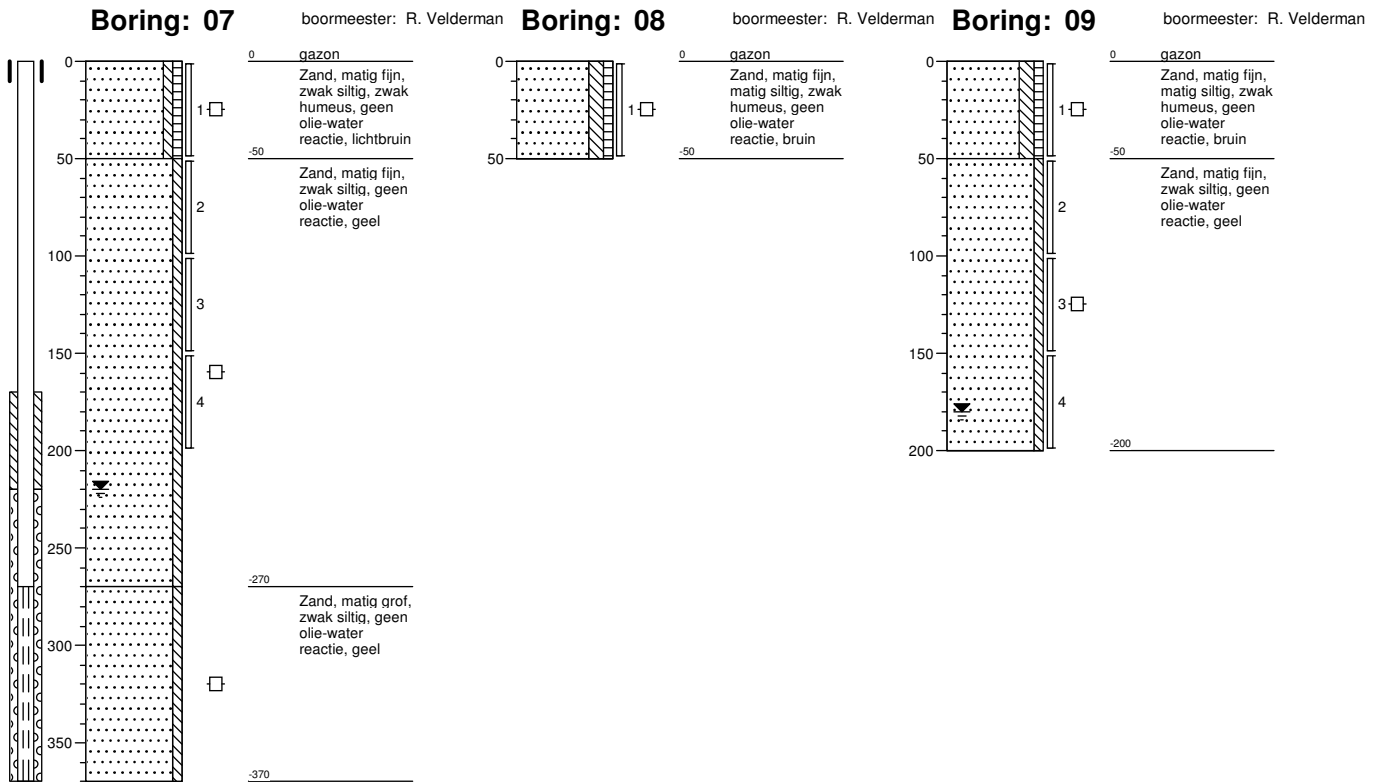 Boring: 07
boormeester: R. Velderman
0
50
100
150
200
250
300
350
1
2
3
4
0
gazon
Zand, matig fijn,
zwak siltig, zwak
humeus, geen
olie-water
reactie, lichtbruin
-50
Zand, matig fijn,
zwak siltig, geen
olie-water
reactie, geel
-270
Zand, matig grof,
zwak siltig, geen
olie-water
reactie, geel
-370
Boring: 08
boormeester: R. Velderman
0
50
1
0
gazon
Zand, matig fijn,
matig siltig, zwak
humeus, geen
olie-water
reactie, bruin
-50
Boring: 09
boormeester: R. Velderman
0
50
100
150
200
1
2
3
4
0
gazon
Zand, matig fijn,
matig siltig, zwak
humeus, geen
olie-water
reactie, bruin
-50
Zand, matig fijn,
zwak siltig, geen
olie-water
reactie, geel
-200